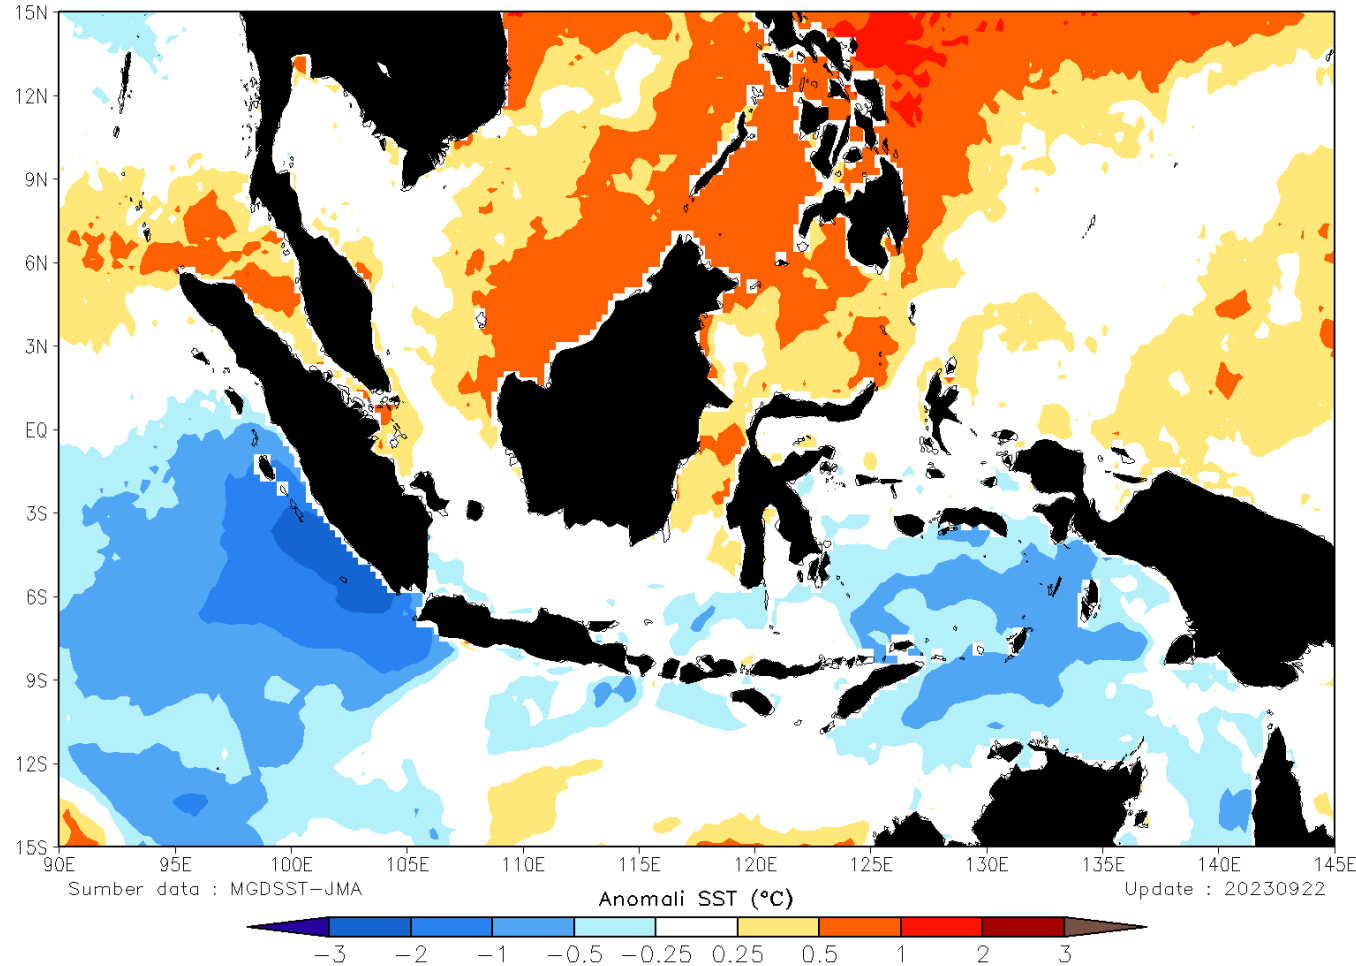 15N
12N
9N
6N
3N
EQ
3S
6S
9S
12S
15S
90E 95E 100E 105E 110E 115E 120E 125E 130E 135E 140E 145E
Sumber data : MGDSST-JMA
Update : 20230922
Anomali SST (°C)
-3 -2 -1 -0.5 -0.25 0.25 0.5 1 2 3